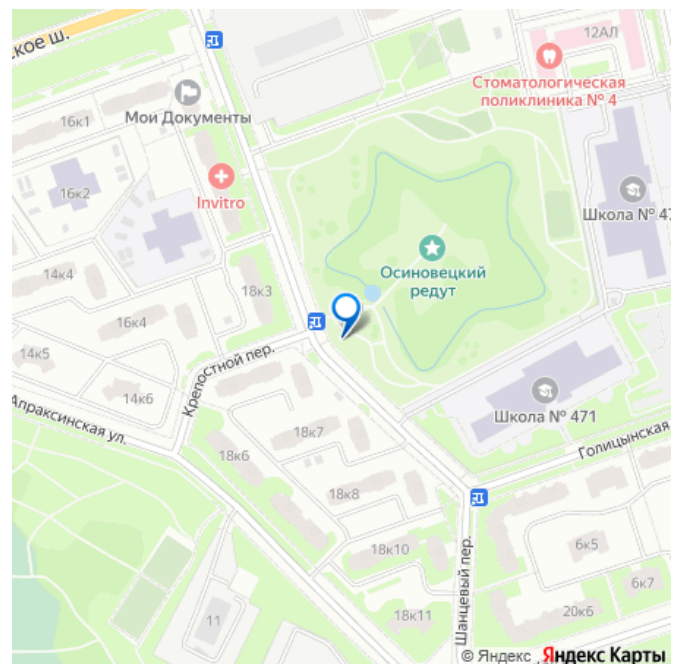 ское ш.
12АЛ
Стоматологическая
поликлиника № 4
Мои Документы
16к1
Invitro
16к2
Школа № 47
Осиновецкий
редут
14к4
18к3
16к4
14к5
14к6
Крепостной пер.
Апраксинская ул.
Школа № 471
18к7
18к6
Голицынская
18к8
18к10
6к5
Шанцевый пер.
6к7
11
18к11
20к6
© Яндекс Яндекс Карты